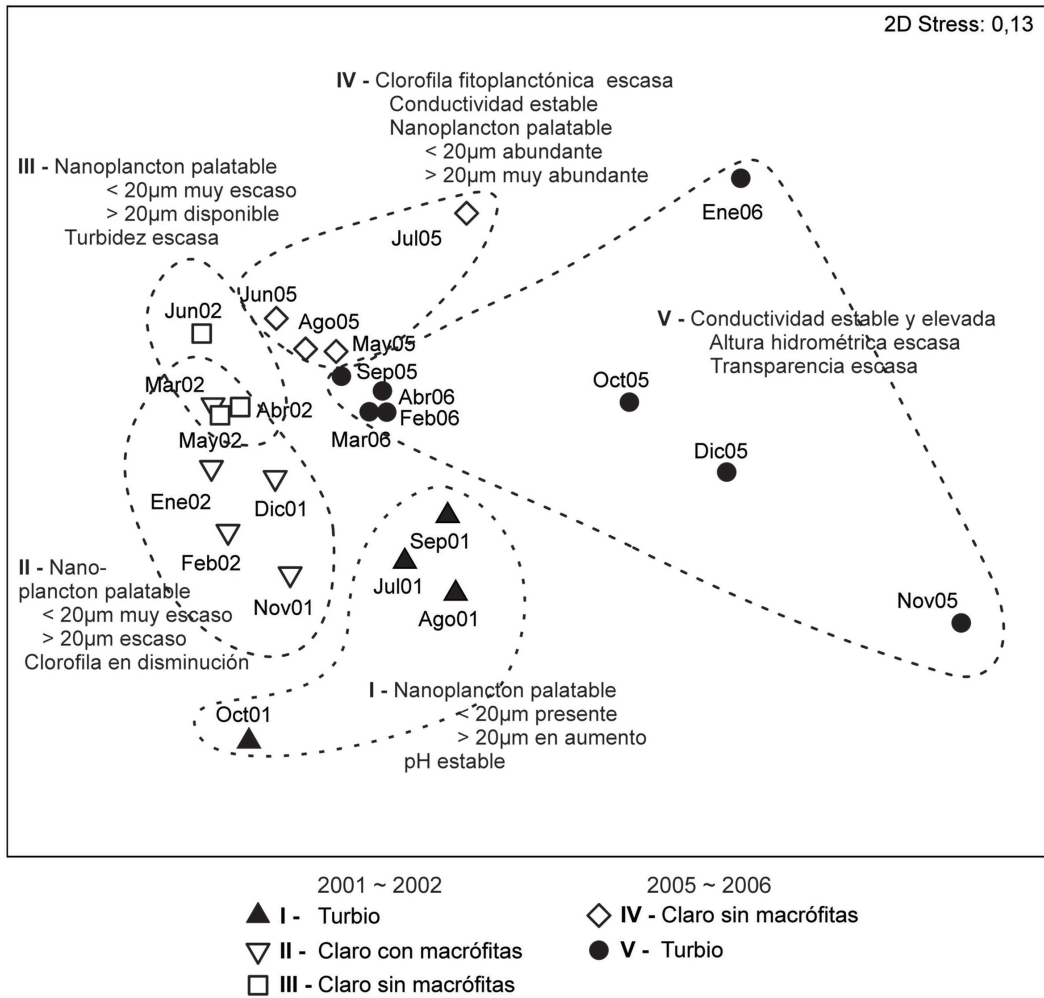 2D Stress: 0,13
IV - Clorofila fitoplanctónica escasa
Conductividad estable
Nanoplancton palatable
< 20µm abundante
> 20µm muy abundante
III - Nanoplancton palatable
< 20µm muy escaso
> 20µm disponible
Turbidez escasa
Jul05
Ene06
Jun05
Jun02
Ago05
May05
Sep05
V - Conductividad estable y elevada
Altura hidrométrica escasa
Transparencia escasa
Oct05
Mar02
Abr06
Abr02
Feb06
May02
Mar06
Dic05
Ene02
Dic01
Sep01
Feb02
Jul01
II - Nano-
plancton palatable
< 20µm muy escaso
> 20µm escaso
Clorofila en disminución
Nov01
Ago01
Nov05
I - Nanoplancton palatable
< 20µm presente
> 20µm en aumento
pH estable
Oct01
2001 ~ 2002
I - Turbio
II - Claro con macrófitas
III - Claro sin macrófitas
2005 ~ 2006
IV - Claro sin macrófitas
V - Turbio